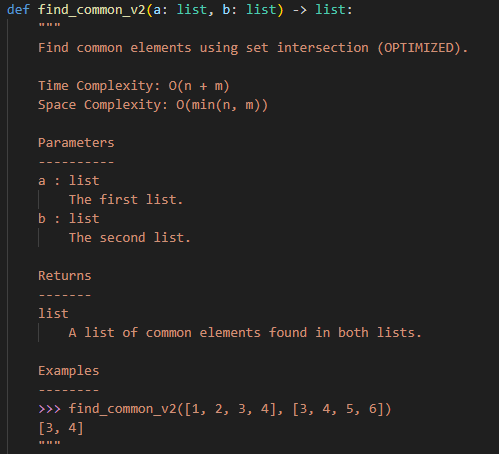 def find_common_v2(a: list, b: list) -> list:
    """
    Find common elements using set intersection (OPTIMIZED).

    Time Complexity: O(n + m)
    Space Complexity: O(min(n, m))

    Parameters
    ----------
    a : list
        The first list.
    b : list
        The second list.

    Returns
    -------
    list
        A list of common elements found in both lists.

    Examples
    --------
    >>> find_common_v2([1, 2, 3, 4], [3, 4, 5, 6])
    [3, 4]
    """